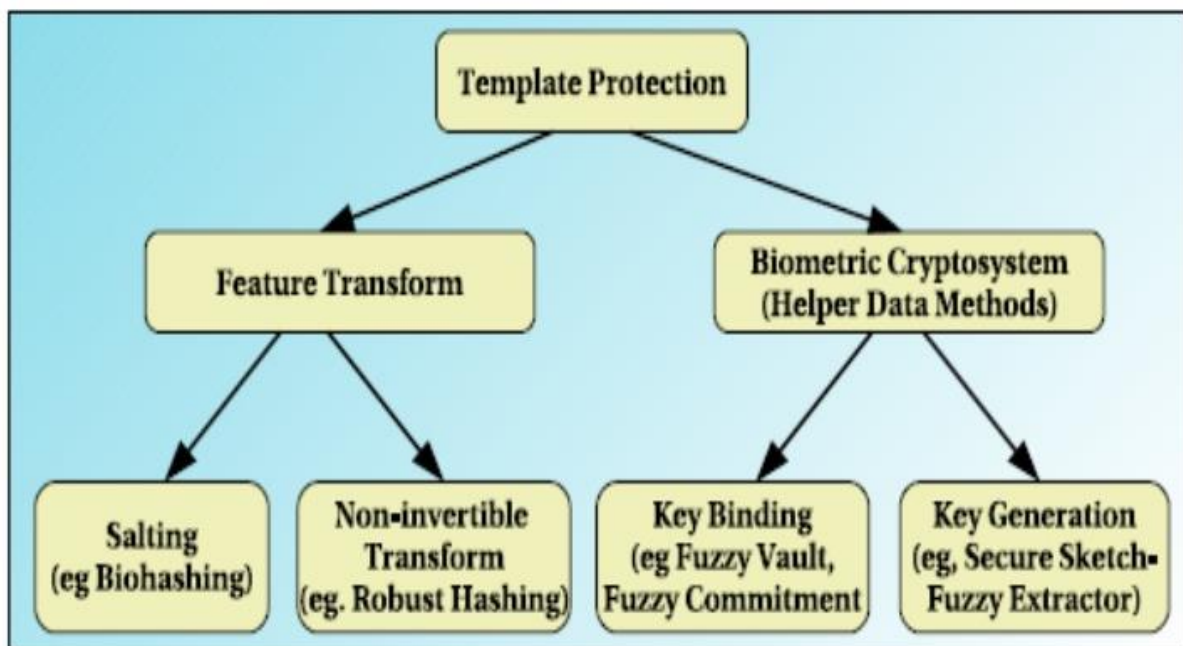 Template Protection
Feature Transform
Biometric Cryptosystem
(Helper Data Methods)
Salting
(eg Biohashing)
Non-invertible
Transform
(eg. Robust Hashing)
Key Binding
(eg Fuzzy Vault,
Fuzzy Commitment
Key Generation
(eg, Secure Sketch-
Fuzzy Extractor)